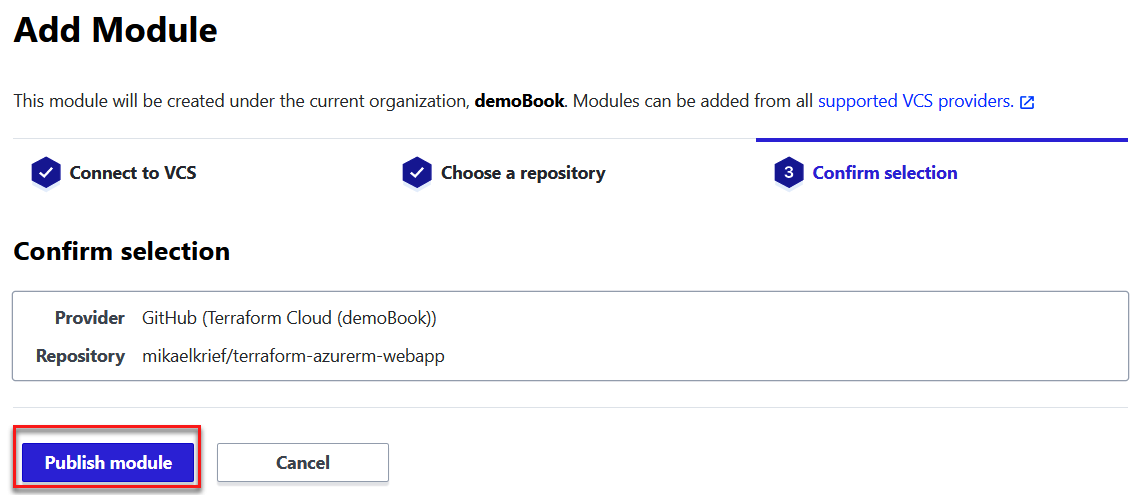 Add Module
This module will be created under the current organization, demoBook. Modules can be added from all supported VCS providers.
Connect to VCS
Choose a repository
3 Confirm selection
Confirm selection
Provider GitHub (Terraform Cloud (demoBook))
Repository mikaelkrief/terraform-azurerm-webapp
Publish module Cancel